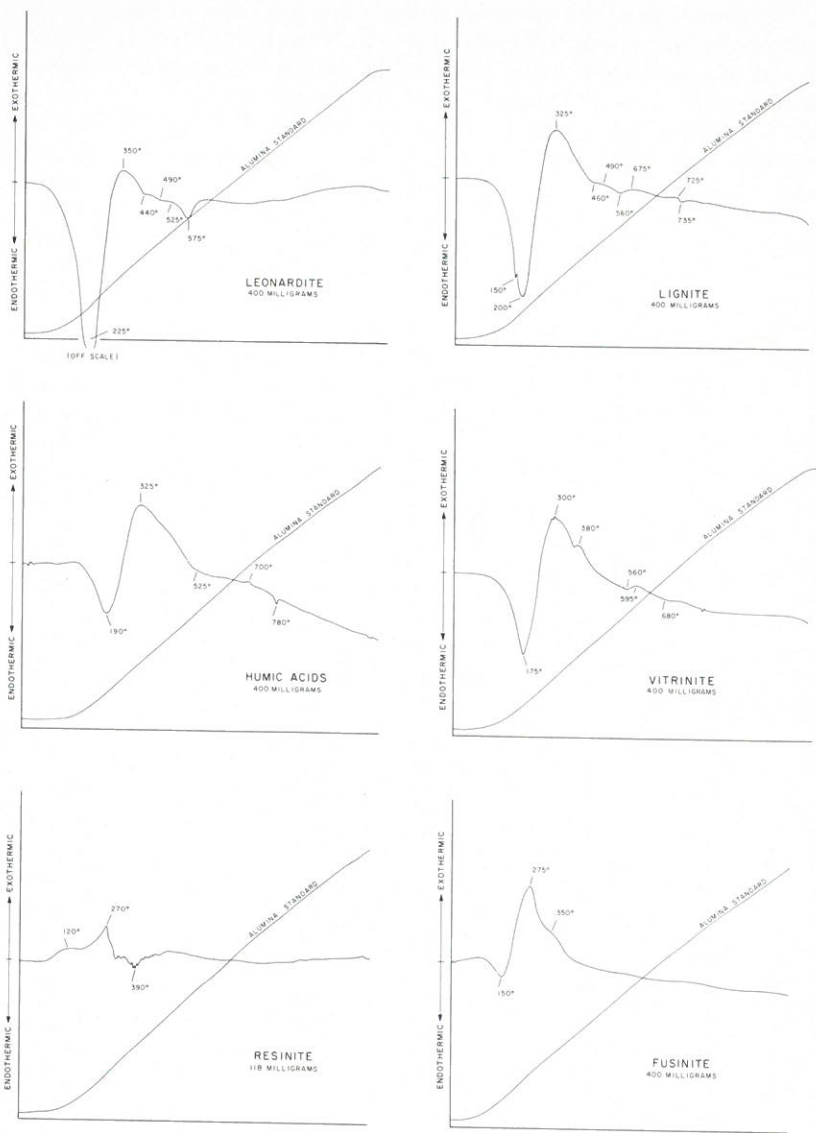 EXOTHERMIC
ENDOTHERMIC
350°
490°
440°
525°
575°
225°
(OFF SCALE)
ALUMINA STANDARD
LEONARDITE
400 MILLIGRAMS
EXOTHERMIC
ENDOTHERMIC
325°
490°
675°
460°
560°
725°
735°
150°
200°
ALUMINA STANDARD
LIGNITE
400 MILLIGRAMS
EXOTHERMIC
ENDOTHERMIC
325°
525°
700°
780°
190°
ALUMINA STANDARD
HUMIC ACIDS
400 MILLIGRAMS
EXOTHERMIC
ENDOTHERMIC
300°
380°
560°
595°
680°
175°
ALUMINA STANDARD
VITRINITE
400 MILLIGRAMS
EXOTHERMIC
ENDOTHERMIC
120°
270°
390°
ALUMINA STANDARD
RESINITE
118 MILLIGRAMS
EXOTHERMIC
ENDOTHERMIC
275°
350°
150°
ALUMINA STANDARD
FUSINITE
400 MILLIGRAMS